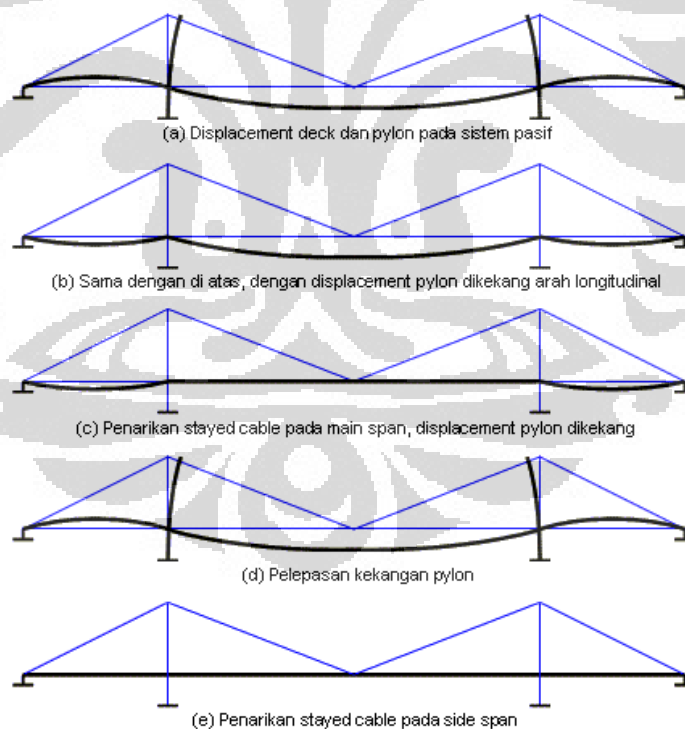 (a) Displacement deck dan pylon pada sistem pasif
(b) Sama dengan di atas, dengan displacement pylon dikekang arah longitudinal
(c) Penarikan stayed cable pada main span, displacement pylon dikekang
(d) Pelepasan kekangan pylon
(e) Penarikan stayed cable pada side span